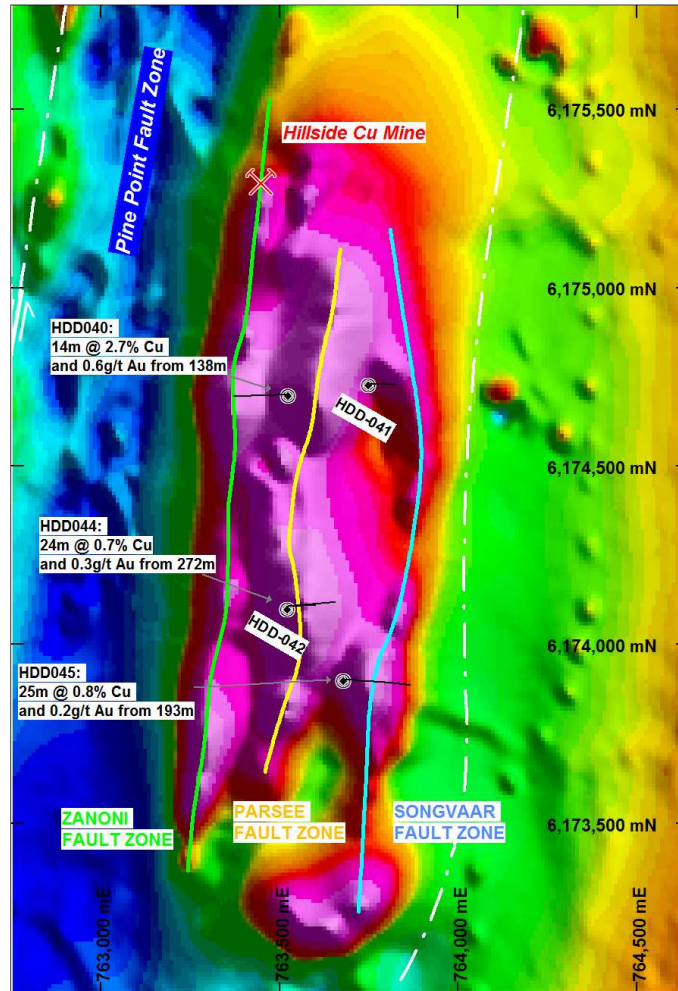 6,175,500 mN
Hillside Cu Mine
Pine Point Fault Zone
6,175,000 mN
HDD040:
14m @ 2.7% Cu
and 0.6g/t Au from 138m
HDD-041
6,174,500 mN
HDD044:
24m @ 0.7% Cu
and 0.3g/t Au from 272m
HDD-042
6,174,000 mN
HDD045:
25m @ 0.8% Cu
and 0.2g/t Au from 193m
ZANONI
FAULT ZONE
PARSEE
FAULT ZONE
SONGVAAR
FAULT ZONE
6,173,500 mN
763,000 mE
763,500 mE
764,000 mE
764,500 mE